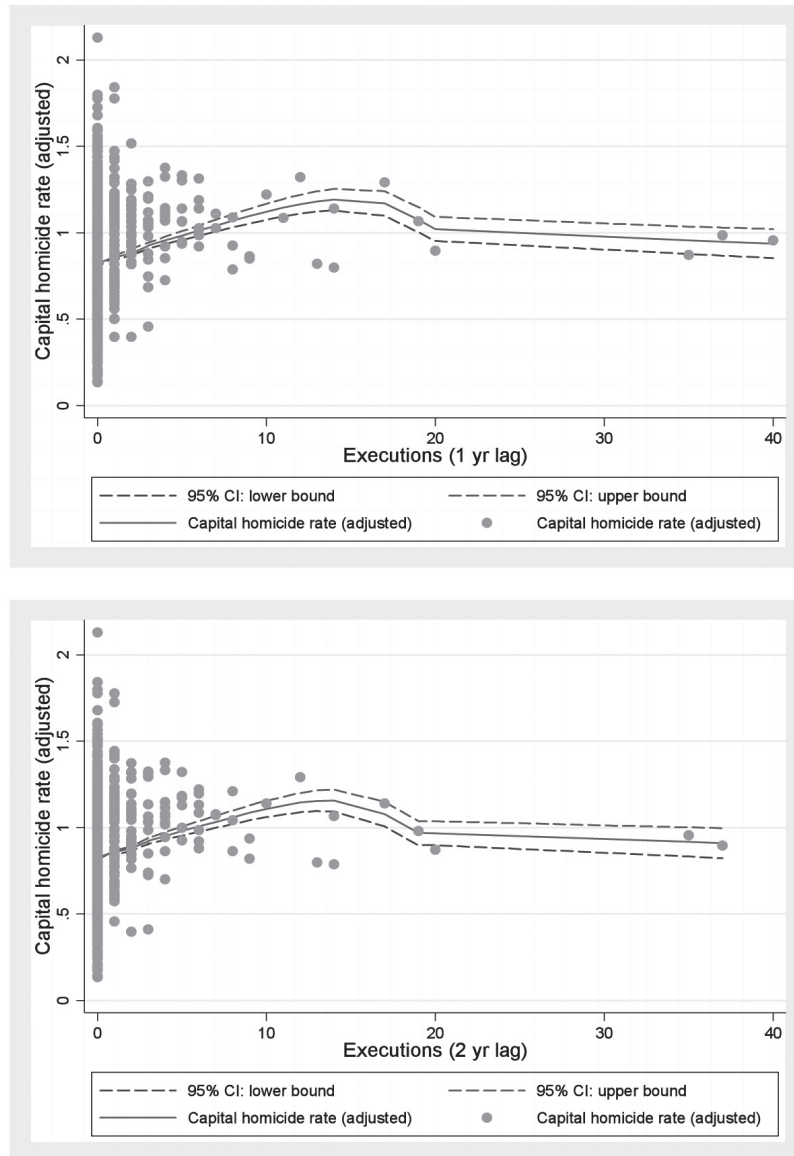 Capital homicide rate (adjusted)
2
1.5
1
.5
0
0 10 20 30 40
Executions (1 yr lag)
95% CI: lower bound 95% CI: upper bound
Capital homicide rate (adjusted) Capital homicide rate (adjusted)
Capital homicide rate (adjusted)
2
1.5
1
.5
0
0 10 20 30 40
Executions (2 yr lag)
95% CI: lower bound 95% CI: upper bound
Capital homicide rate (adjusted) Capital homicide rate (adjusted)